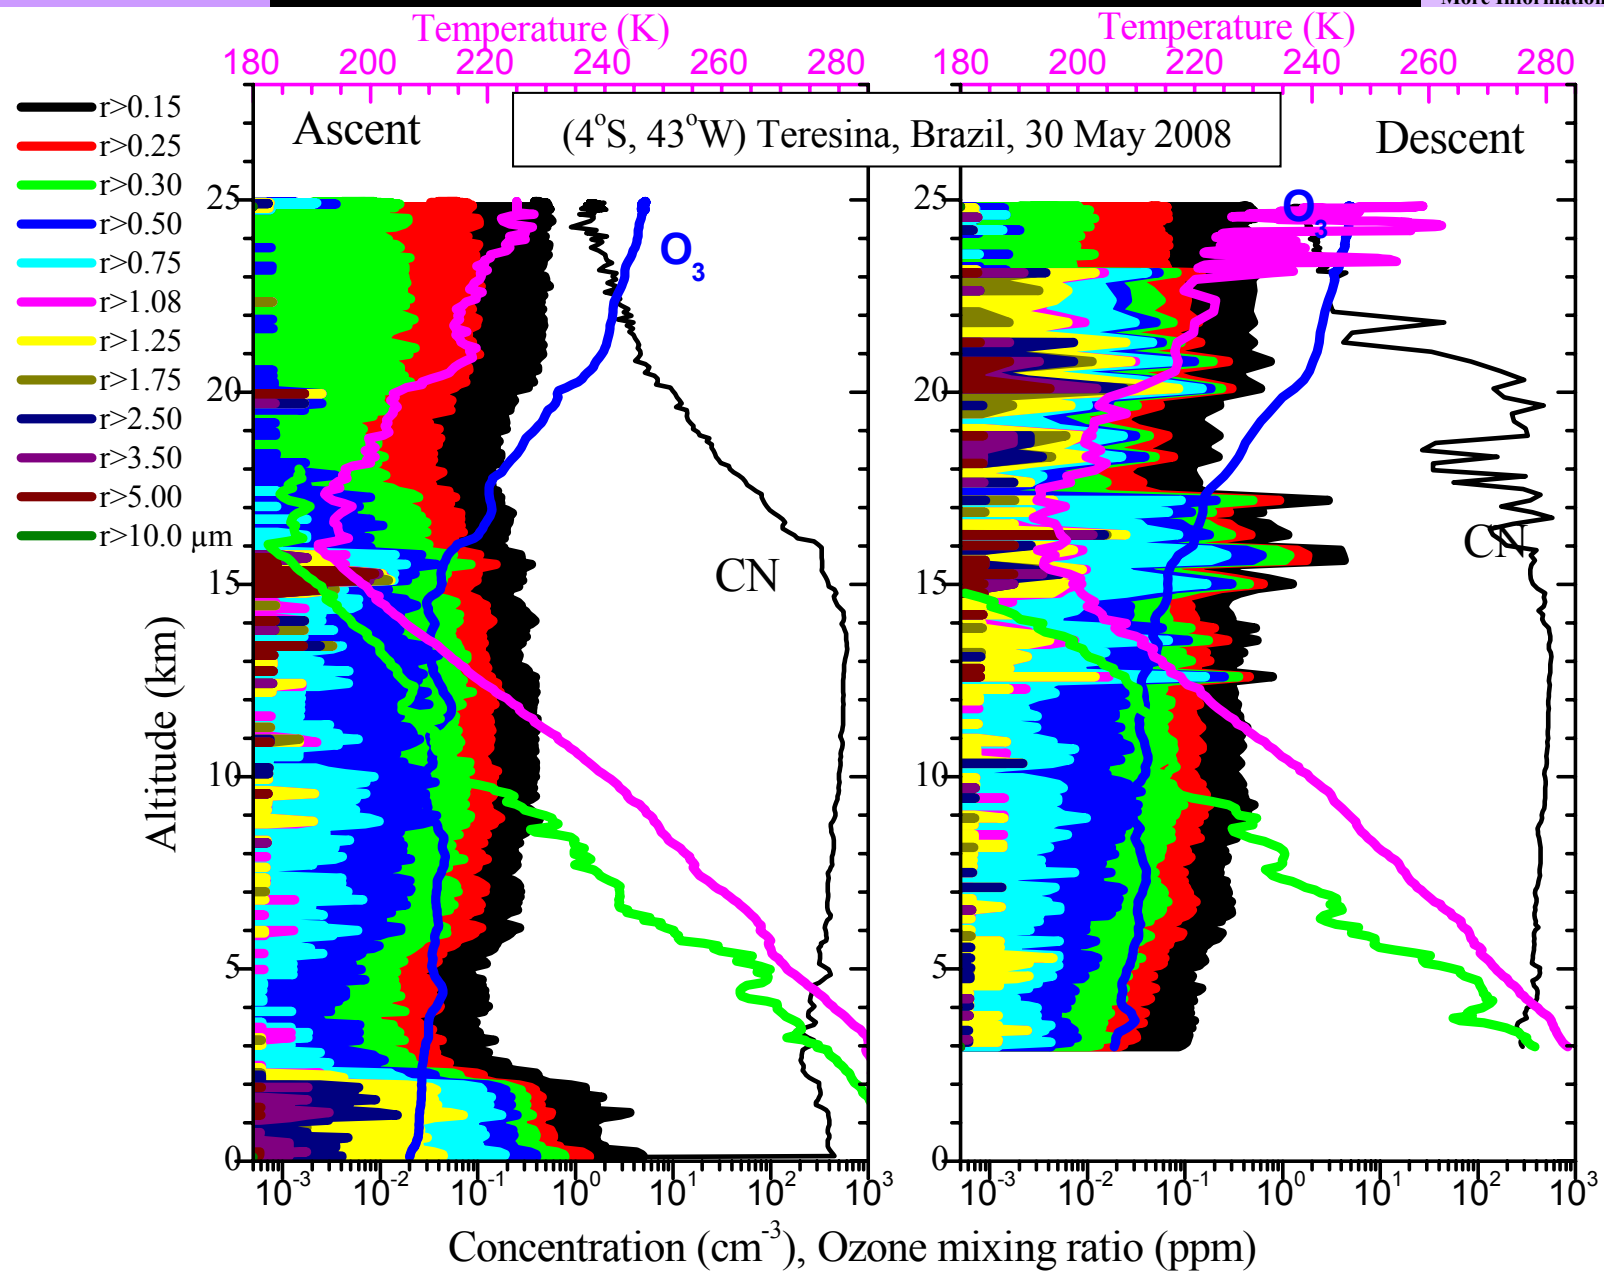 More Information
Temperature (K)
180 200 220 240 260 280
Temperature (K)
180 200 220 240 260 280
r>0.15
r>0.25
r>0.30
r>0.50
r>0.75
r>1.08
r>1.25
r>1.75
r>2.50
r>3.50
r>5.00
r>10.0 μm
Ascent
(4°S, 43°W) Teresina, Brazil, 30 May 2008
Descent
O₃
O₃
CN
CN
Altitude (km)
25
20
15
10
5
0
25
20
15
10
5
0
10⁻³ 10⁻² 10⁻¹ 10⁰ 10¹ 10² 10³
10⁻³ 10⁻² 10⁻¹ 10⁰ 10¹ 10² 10³
Concentration (cm⁻³), Ozone mixing ratio (ppm)